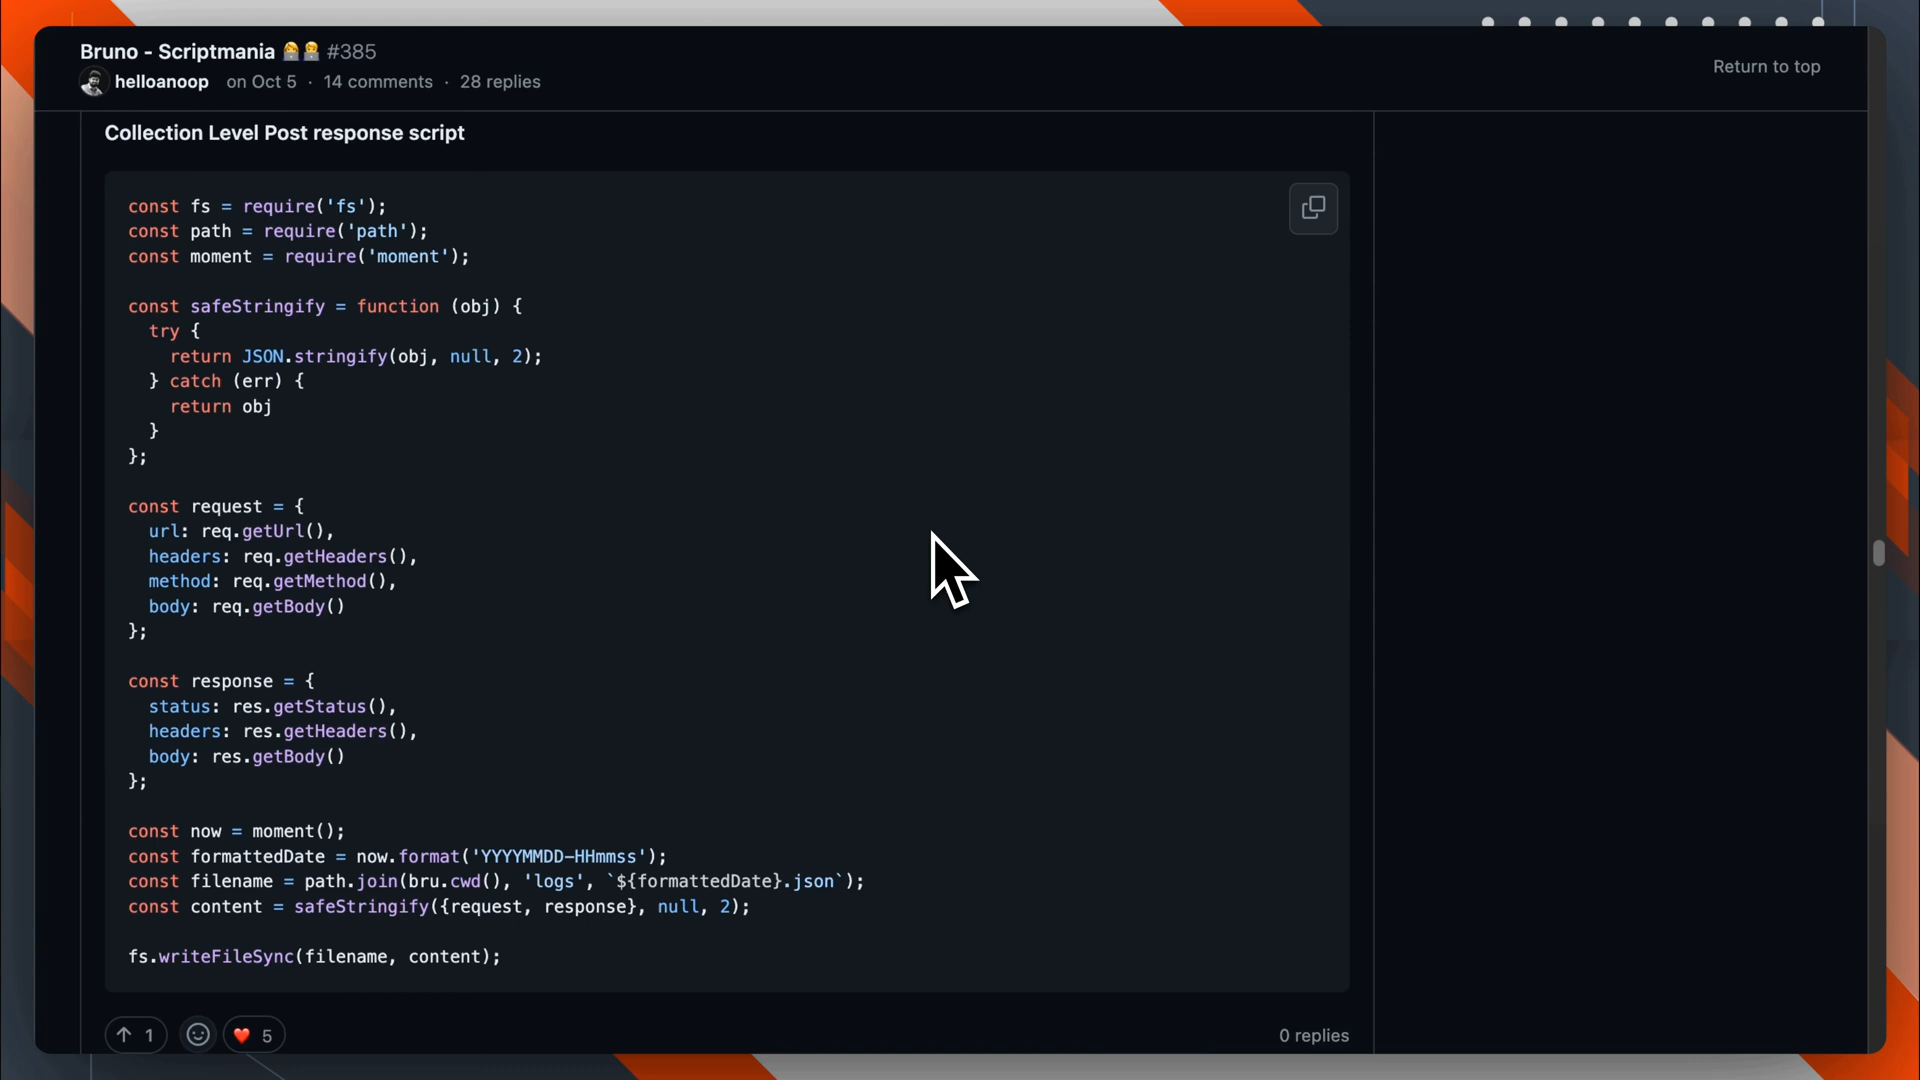 Bruno - Scriptmania 🧑‍💻👩‍💻 #385
helloanoop on Oct 5 · 14 comments · 28 replies
Return to top
Collection Level Post response script
const fs = require('fs');
const path = require('path');
const moment = require('moment');

const safeStringify = function (obj) {
  try {
    return JSON.stringify(obj, null, 2);
  } catch (err) {
    return obj
  }
};

const request = {
  url: req.getUrl(),
  headers: req.getHeaders(),
  method: req.getMethod(),
  body: req.getBody()
};

const response = {
  status: res.getStatus(),
  headers: res.getHeaders(),
  body: res.getBody()
};

const now = moment();
const formattedDate = now.format('YYYYMMDD-HHmmss');
const filename = path.join(bru.cwd(), 'logs', `${formattedDate}.json`);
const content = safeStringify({request, response}, null, 2);

fs.writeFileSync(filename, content);
↑ 1 ❤️ 5
0 replies